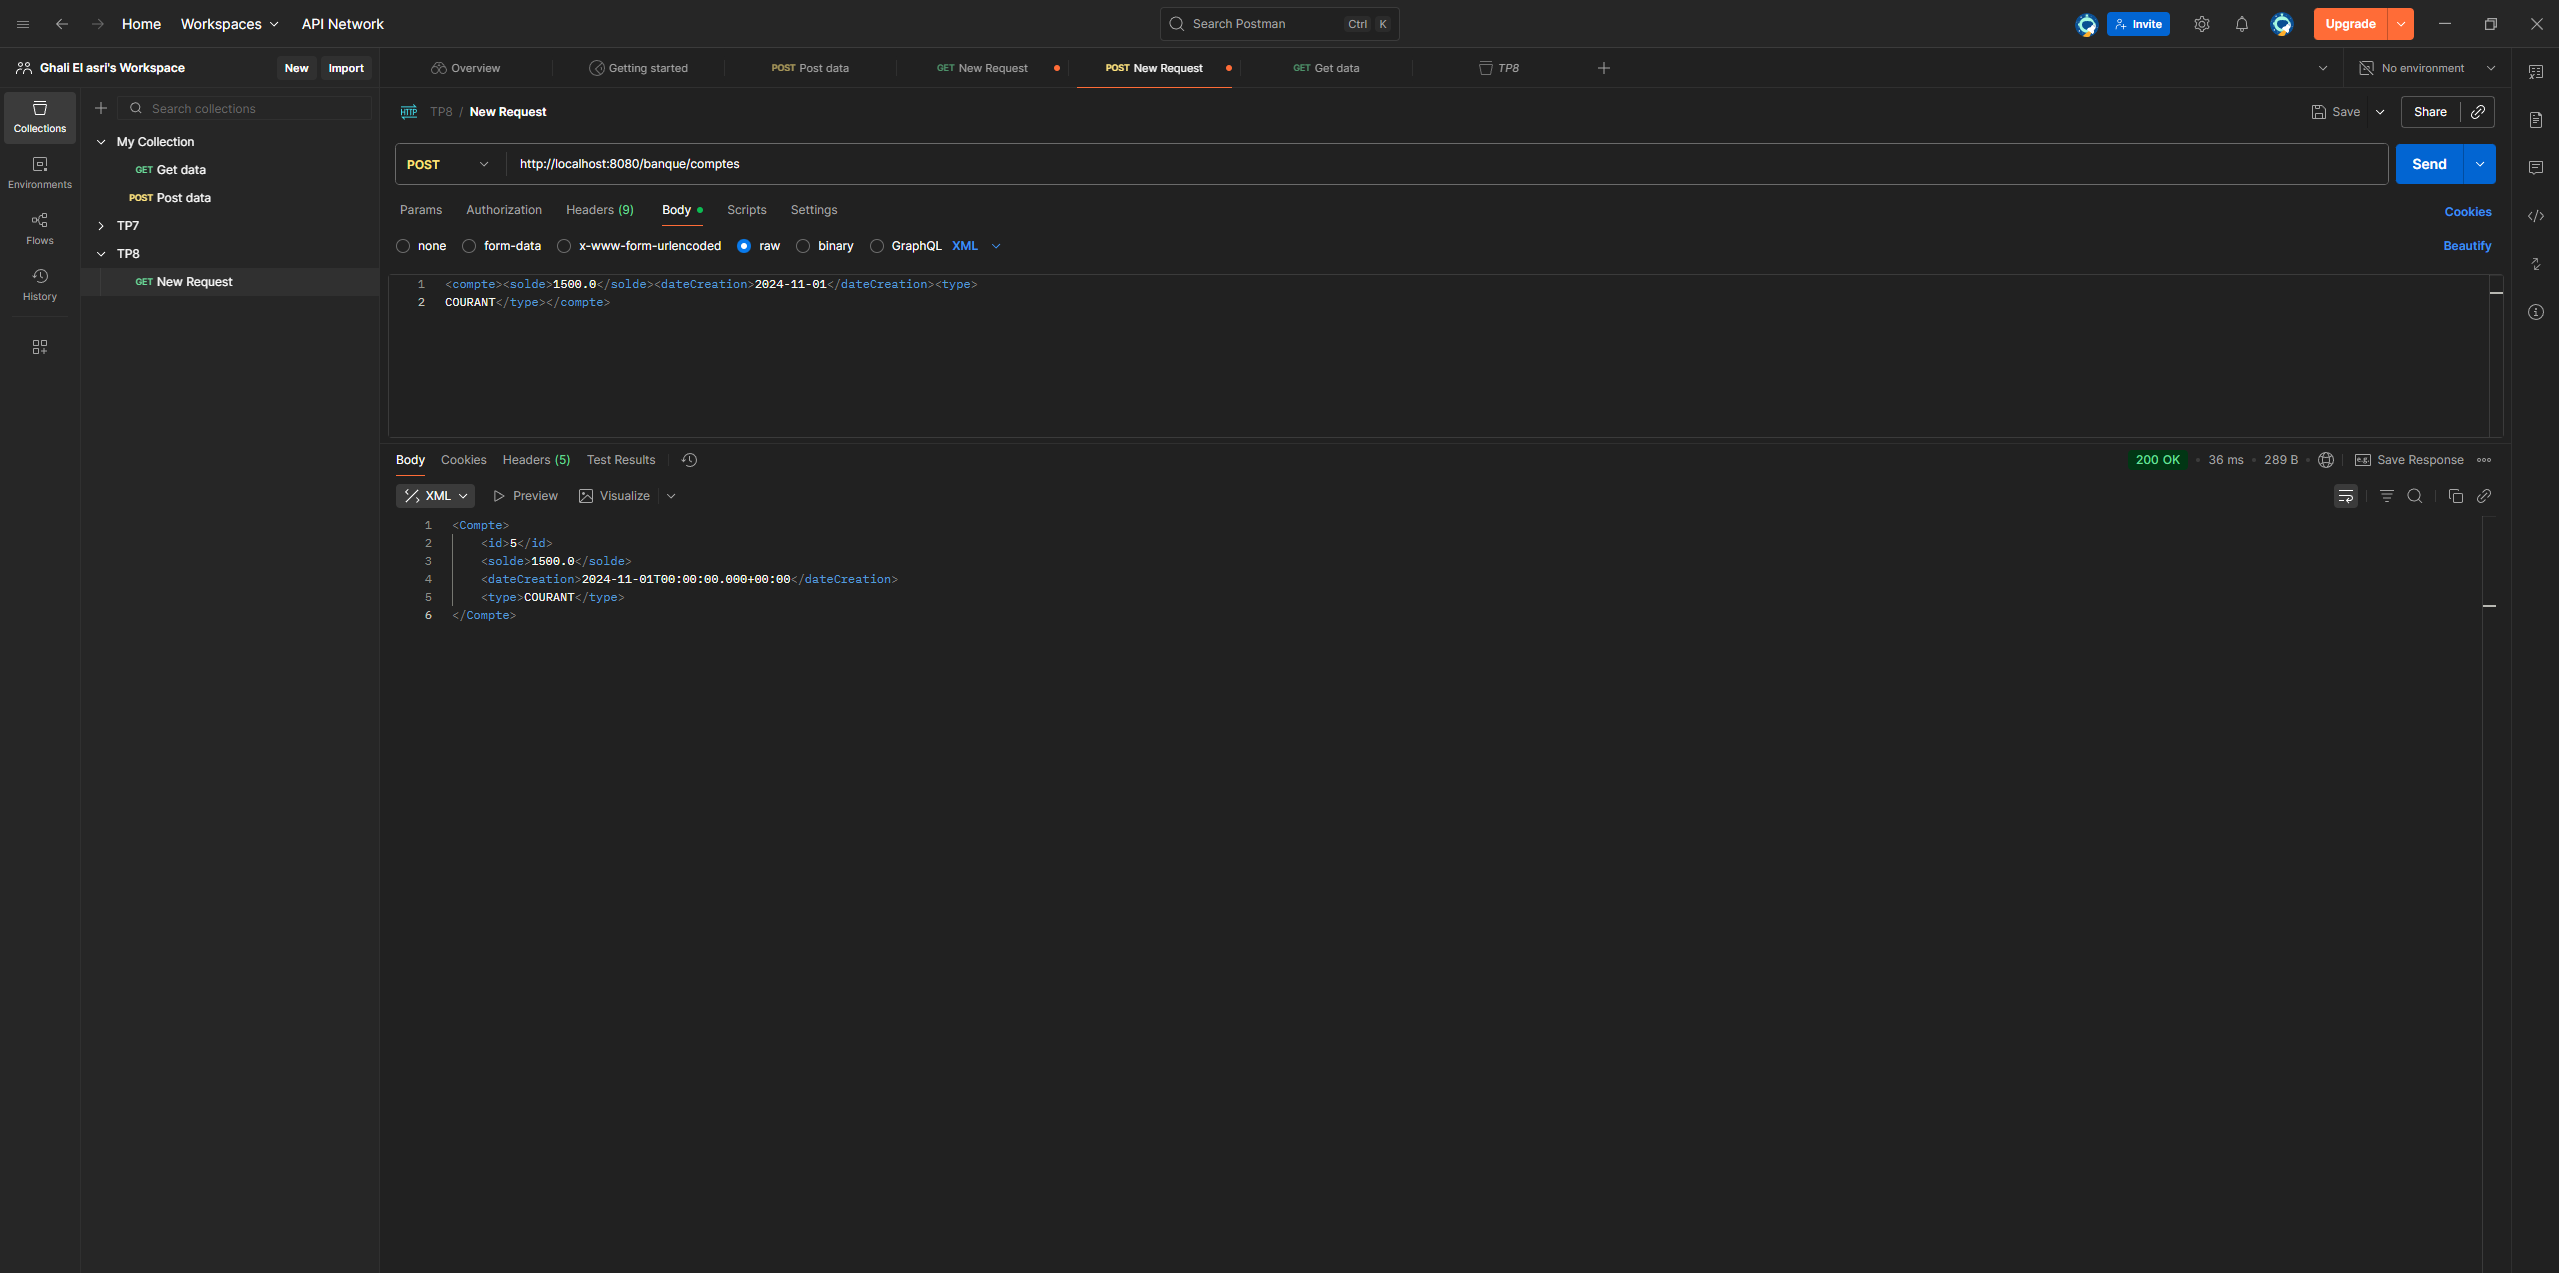 Home Workspaces API Network Search Postman Ctrl K Invite Upgrade
Ghali El asri's Workspace New Import Overview Getting started POST Post data GET New Request POST New Request GET Get data TP8 No environment
Collections
Environments
Flows
History
Search collections
My Collection
GET Get data
POST Post data
TP7
TP8
GET New Request
HTTP TP8 / New Request Save Share
POST http://localhost:8080/banque/comptes Send
Params Authorization Headers (9) Body Scripts Settings Cookies
none form-data x-www-form-urlencoded raw binary GraphQL XML Beautify
1 <compte><solde>1500.0</solde><dateCreation>2024-11-01</dateCreation><type>
2 COURANT</type></compte>
Body Cookies Headers (5) Test Results 200 OK 36 ms 289 B e.g. Save Response
XML Preview Visualize
1 <Compte>
2 <id>5</id>
3 <solde>1500.0</solde>
4 <dateCreation>2024-11-01T00:00:00.000+00:00</dateCreation>
5 <type>COURANT</type>
6 </Compte>